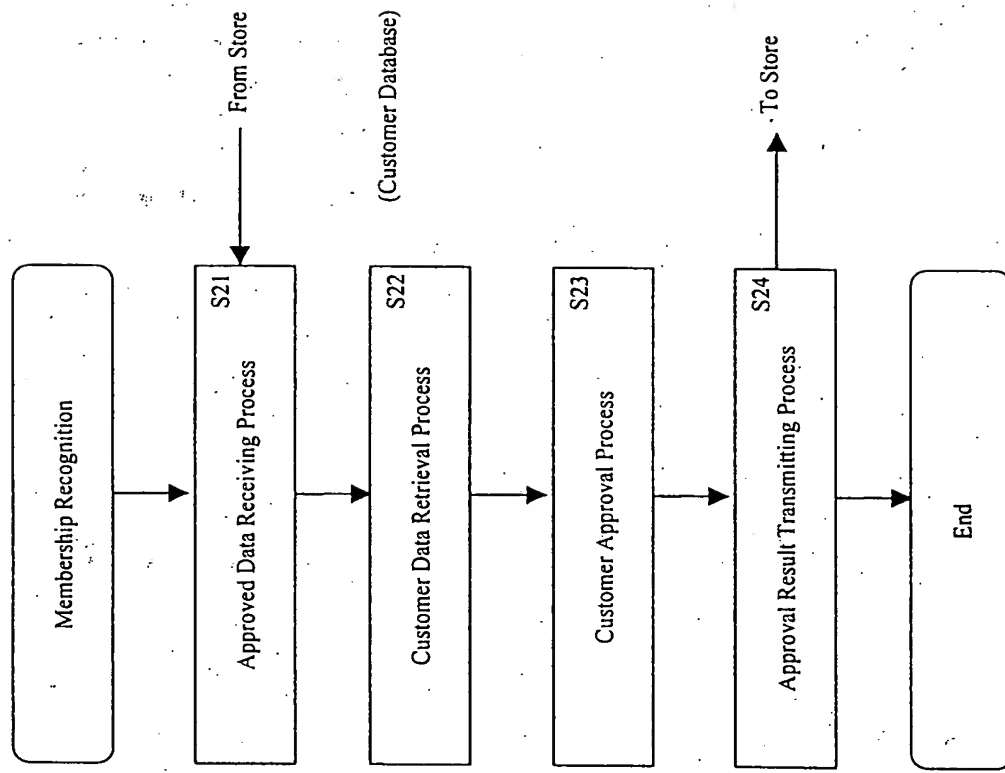 Membership Recognition
S21
Approved Data Receiving Process
From Store
S22
Customer Data Retrieval Process
(Customer Database)
S23
Customer Approval Process
S24
Approval Result Transmitting Process
To Store
End